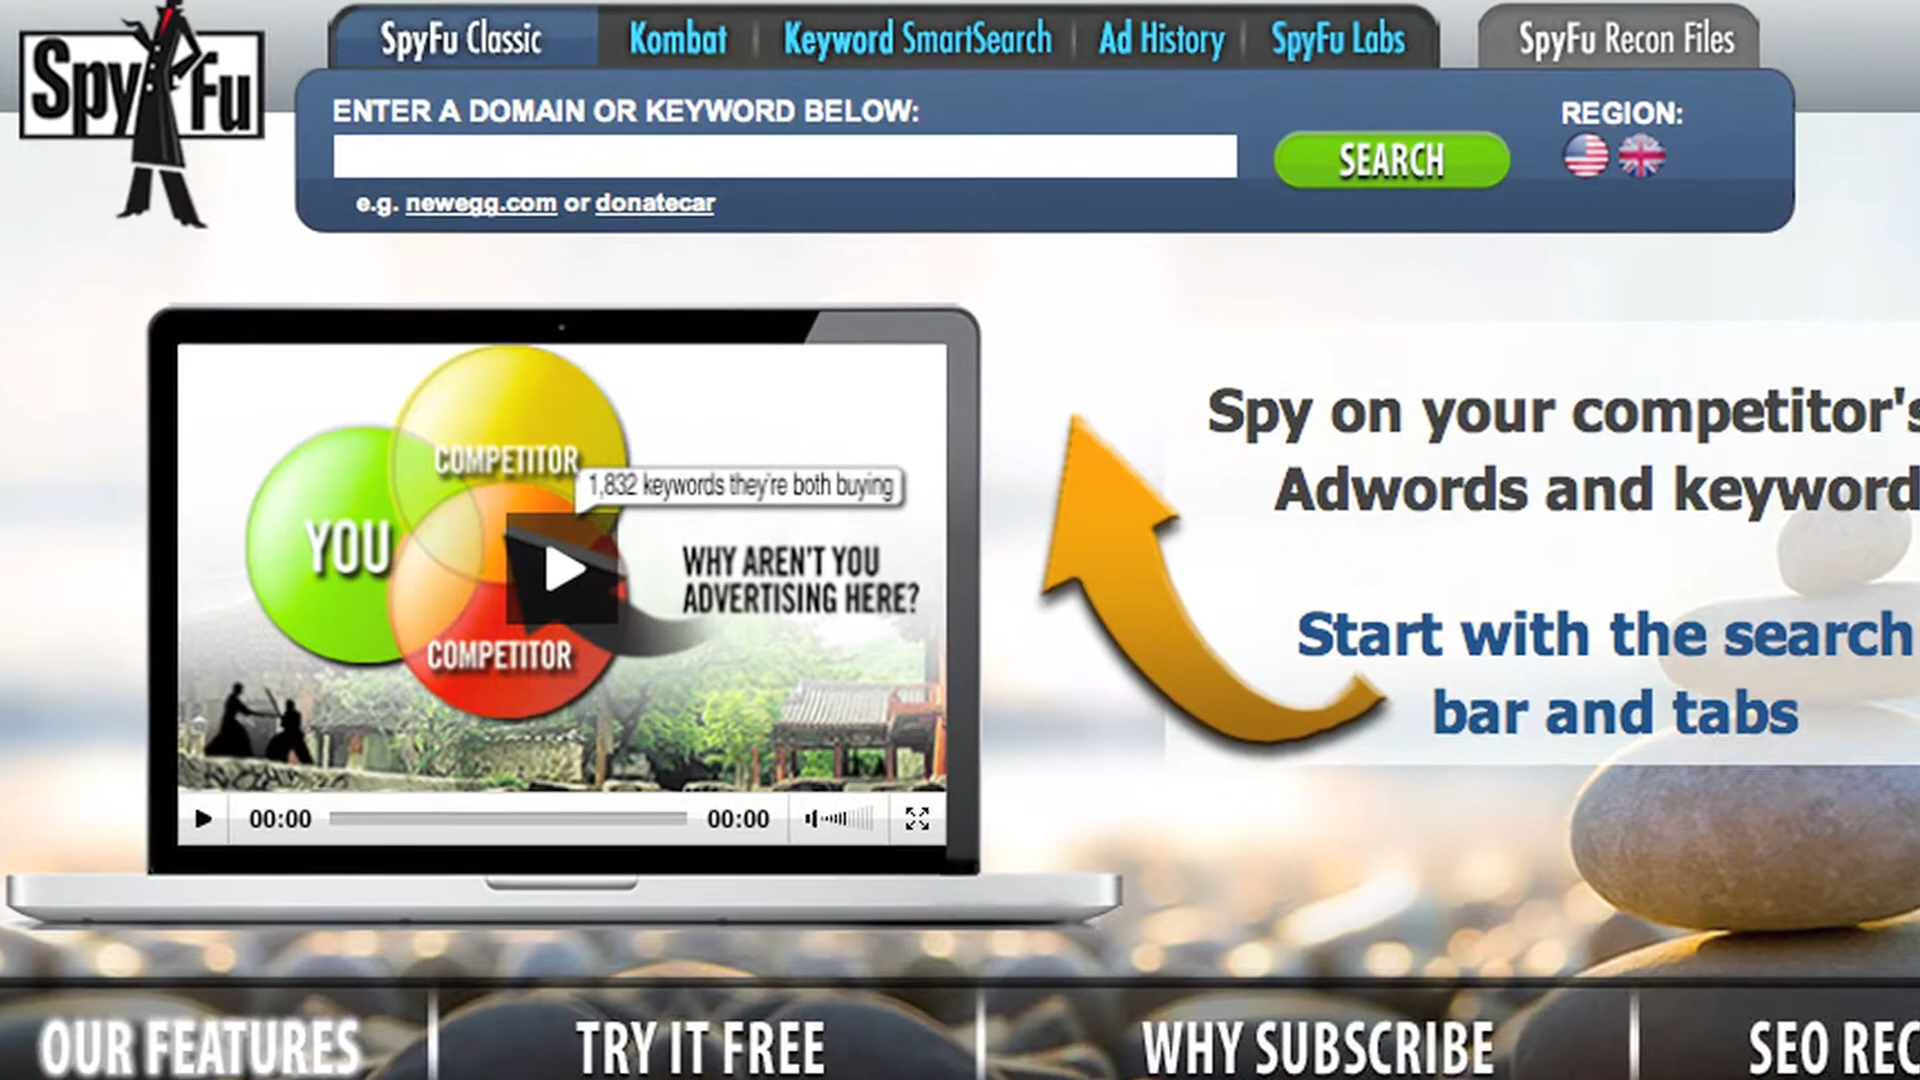 SpyFu
SpyFu Classic
Kombat
Keyword SmartSearch
Ad History
SpyFu Labs
SpyFu Recon Files
ENTER A DOMAIN OR KEYWORD BELOW:
REGION:
SEARCH
e.g. newegg.com or donatecar
COMPETITOR
1,832 keywords they're both buying
YOU
WHY AREN'T YOU
ADVERTISING HERE?
COMPETITOR
00:00
00:00
Spy on your competitor's
Adwords and keyword
Start with the search
bar and tabs
OUR FEATURES
TRY IT FREE
WHY SUBSCRIBE
SEO REC